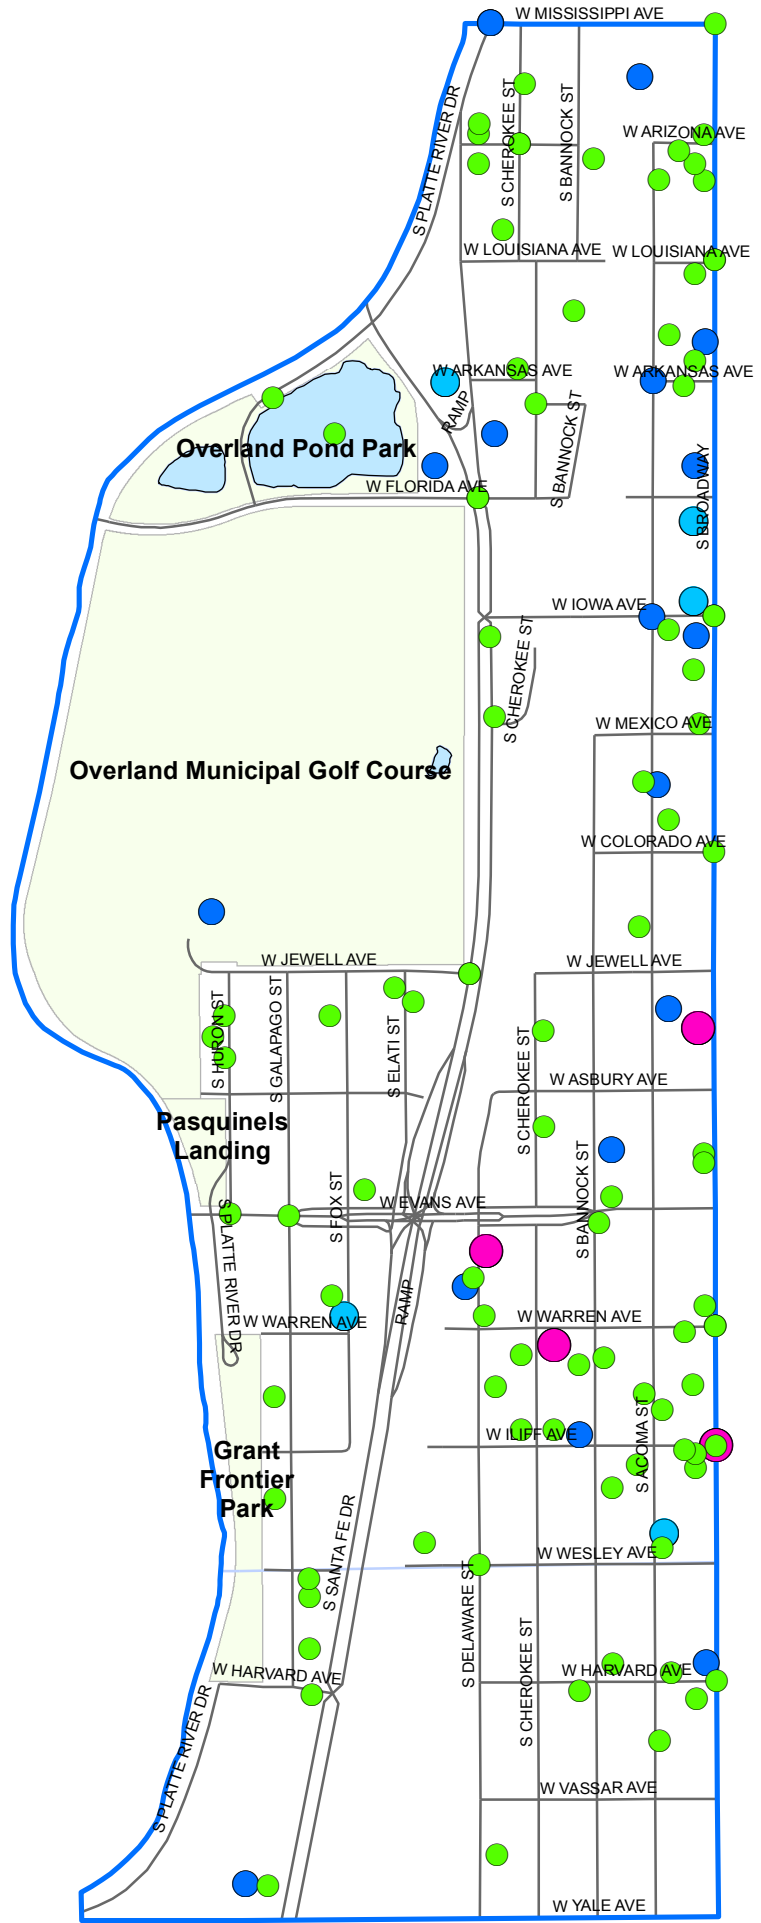 W MISSISSIPPI AVE
S PLATTE RIVER DR
S CHEROKEE ST
S BANNOCK ST
W ARIZONA AVE
W LOUISIANA AVE
W LOUISIANA AVE
W ARKANSAS AVE
W ARKANSAS AVE
RAMP
S BANNOCK ST
Overland Pond Park
W FLORIDA AVE
S BROADWAY
W IOWA AVE
S CHEROKEE ST
W MEXICO AVE
Overland Municipal Golf Course
W COLORADO AVE
W JEWELL AVE
W JEWELL AVE
S HURON ST
S GALAPAGO ST
S ELATI ST
S CHEROKEE ST
W ASBURY AVE
Pasquinels
Landing
S BANNOCK ST
S FOX ST
W EVANS AVE
S PLATTE RIVER DR
RAMP
W WARREN AVE
W WARREN AVE
S ACOMA ST
W ILIFF AVE
Grant
Frontier
Park
S SANTA FE DR
W WESLEY AVE
S DELAWARE ST
S CHEROKEE ST
W HARVARD AVE
W HARVARD AVE
S PLATTE RIVER DR
W VASSAR AVE
W YALE AVE